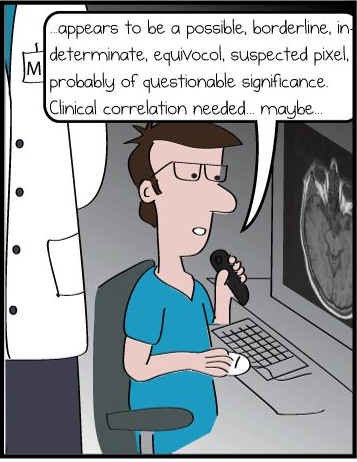 ...appears to be a possible, borderline, in-
determinate, equivocol, suspected pixel,
probably of questionable significance.
Clinical correlation needed... maybe...
M